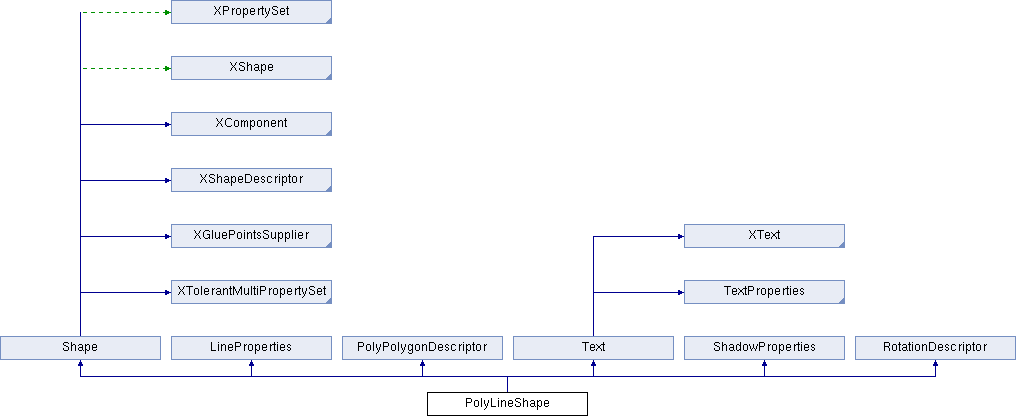 XPropertySet
XShape
XComponent
XShapeDescriptor
XGluePointsSupplier
XText
XTolerantMultiPropertySet
TextProperties
Shape
LineProperties
PolyPolygonDescriptor
Text
ShadowProperties
RotationDescriptor
PolyLineShape